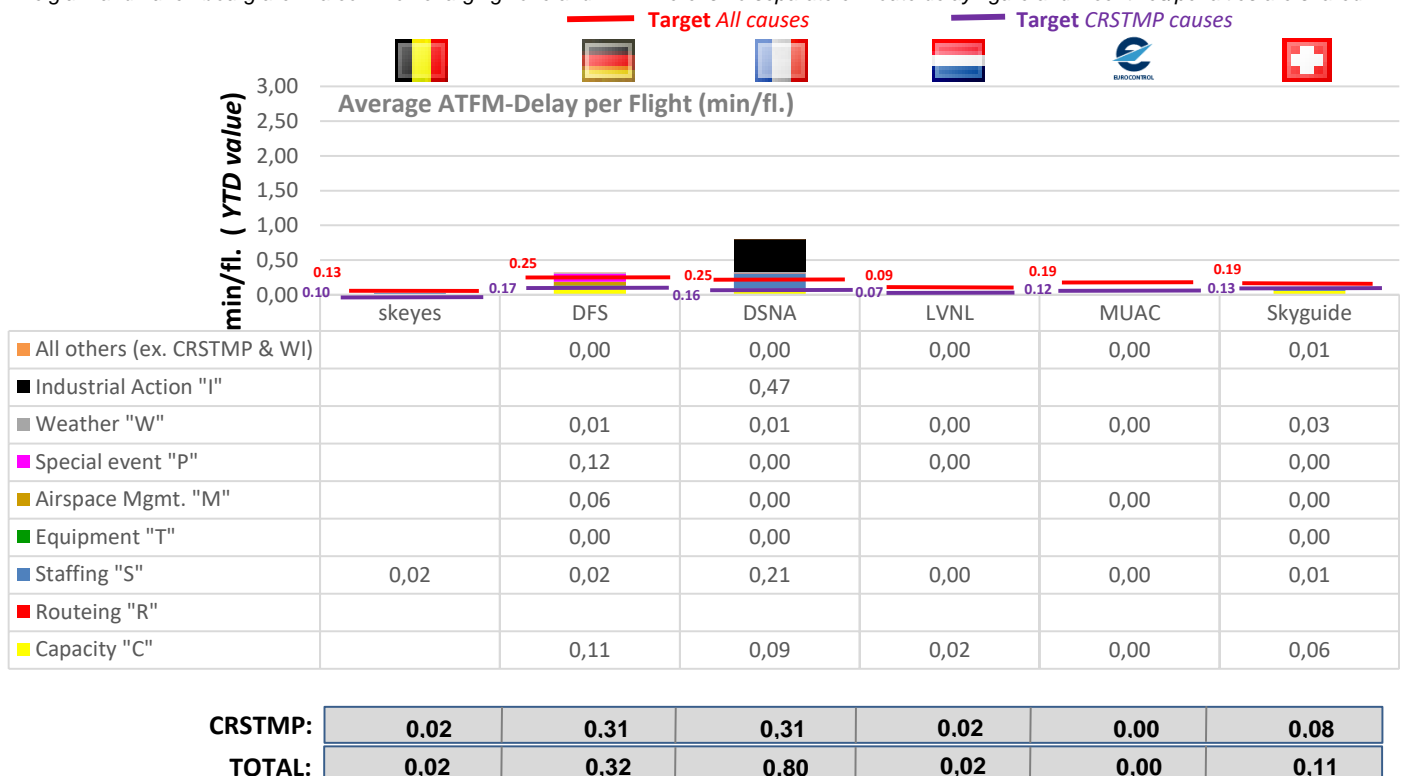 Target All causes Target CRSTMP causes
EUROCONTROL
Average ATFM-Delay per Flight (min/fl.)
min/fl. ( YTD value)
3,00
2,50
2,00
1,50
1,00
0,50
0,00
0.13 0.25 0.25 0.09 0.19 0.19
0.10 0.17 0.16 0.07 0.12 0.13
skeyes DFS DSNA LVNL MUAC Skyguide
All others (ex. CRSTMP & WI) 0,00 0,00 0,00 0,00 0,01
Industrial Action "I" 0,47
Weather "W" 0,01 0,01 0,00 0,00 0,03
Special event "P" 0,12 0,00 0,00 0,00
Airspace Mgmt. "M" 0,06 0,00 0,00 0,00
Equipment "T" 0,00 0,00 0,00
Staffing "S" 0,02 0,02 0,21 0,00 0,00 0,01
Routeing "R"
Capacity "C" 0,11 0,09 0,02 0,00 0,06
CRSTMP: 0,02 0,31 0,31 0,02 0,00 0,08
TOTAL: 0,02 0,32 0,80 0,02 0,00 0,11